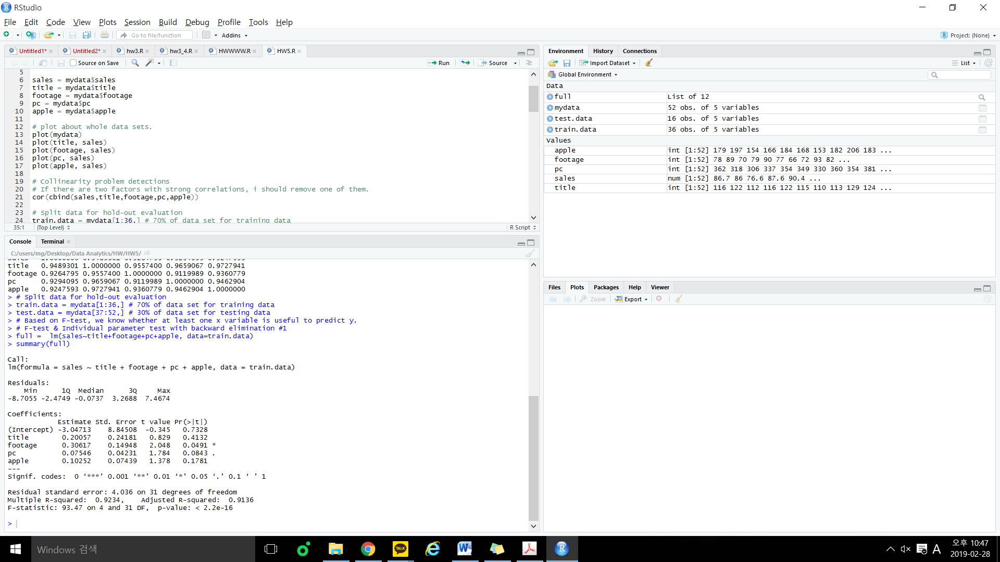 RStudio
File Edit Code View Plots Session Build Debug Profile Tools Help
Go to file/function Addins Project: (None)
Untitled1* Untitled2* hw3.R hw3_4.R HWWWW.R HW5.R
Source on Save Run Source
5
6 sales = mydata$sales
7 title = mydata$title
8 footage = mydata$footage
9 pc = mydata$pc
10 apple = mydata$apple
11
12 # plot about whole data sets.
13 plot(mydata)
14 plot(title, sales)
15 plot(footage, sales)
16 plot(pc, sales)
17 plot(apple, sales)
18
19 # Collinearity problem detections
20 # If there are two factors with strong correlations, i should remove one of them.
21 cor(cbind(sales,title,footage,pc,apple))
22
23 # Split data for hold-out evaluation
24 train.data = mydata[1:36,] # 70% of data set for training data
35:1 (Top Level) R Script
Console Terminal
C:/users/mg/Desktop/Data Analytics/HW/HW5/
sales 1.0000000 0.9489301 0.9264795 0.9294095 0.9247593
title 0.9489301 1.0000000 0.9557400 0.9659067 0.9727941
footage 0.9264795 0.9557400 1.0000000 0.9119989 0.9360779
pc 0.9294095 0.9659067 0.9119989 1.0000000 0.9462904
apple 0.9247593 0.9727941 0.9360779 0.9462904 1.0000000
> # Split data for hold-out evaluation
> train.data = mydata[1:36,] # 70% of data set for training data
> test.data = mydata[37:52,] # 30% of data set for testing data
> # Based on F-test, we know whether at least one x variable is useful to predict y.
> # F-test & Individual parameter test with backward elimination #1
> full =  lm(sales~title+footage+pc+apple, data=train.data)
> summary(full)
Call:
lm(formula = sales ~ title + footage + pc + apple, data = train.data)
Residuals:
Min 1Q Median 3Q Max
-8.7055 -2.4749 -0.0737 3.2688 7.4674
Coefficients:
Estimate Std. Error t value Pr(>|t|)
(Intercept) -3.04713 8.84508 -0.345 0.7328
title 0.20057 0.24181 0.829 0.4132
footage 0.30617 0.14948 2.048 0.0491 *
pc 0.07546 0.04231 1.784 0.0843 .
apple 0.10252 0.07439 1.378 0.1781
---
Signif. codes:  0 ‘***’ 0.001 ‘**’ 0.01 ‘*’ 0.05 ‘.’ 0.1 ‘ ’ 1
Residual standard error: 4.036 on 31 degrees of freedom
Multiple R-squared:  0.9234,    Adjusted R-squared:  0.9136
F-statistic: 93.47 on 4 and 31 DF,  p-value: < 2.2e-16
>
Environment History Connections
Import Dataset List
Global Environment
Data
full List of 12
mydata 52 obs. of 5 variables
test.data 16 obs. of 5 variables
train.data 36 obs. of 5 variables
Values
apple int [1:52] 179 197 154 166 184 168 153 182 206 183 ...
footage int [1:52] 78 89 70 79 90 77 66 72 93 82 ...
pc int [1:52] 362 318 306 337 354 349 330 360 354 381 ...
sales num [1:52] 86.7 86 76.6 87.6 90.4 ...
title int [1:52] 116 122 112 116 122 115 110 113 129 124 ...
Files Plots Packages Help Viewer
Zoom Export
Windows 검색
TALK
A
오후 10:47
2019-02-28